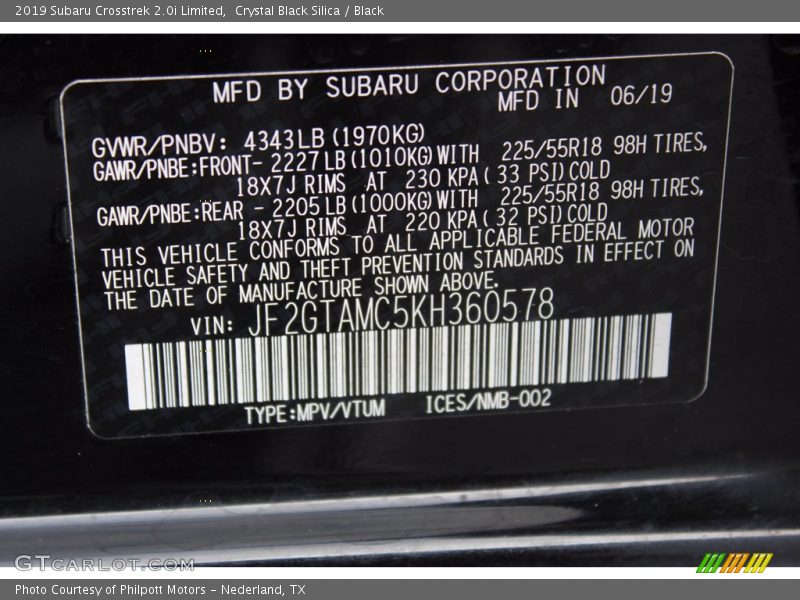 2019 Subaru Crosstrek 2.0i Limited,  Crystal Black Silica / Black
MFD BY SUBARU CORPORATION
MFD IN 06/19
GVWR/PNBV: 4343LB (1970KG)
GAWR/PNBE:FRONT- 2227 LB (1010KG) WITH 225/55R18 98H TIRES,
18X7J RIMS AT 230 KPA ( 33 PSI) COLD
GAWR/PNBE:REAR - 2205 LB (1000KG) WITH 225/55R18 98H TIRES,
18X7J RIMS AT 220 KPA ( 32 PSI) COLD
THIS VEHICLE CONFORMS TO ALL APPLICABLE FEDERAL MOTOR
VEHICLE SAFETY AND THEFT PREVENTION STANDARDS IN EFFECT ON
THE DATE OF MANUFACTURE SHOWN ABOVE.
VIN: JF2GTAMC5KH360578
TYPE:MPV/VTUM ICES/NMB-002
GTCARLOT.COM
Photo Courtesy of Philpott Motors – Nederland, TX